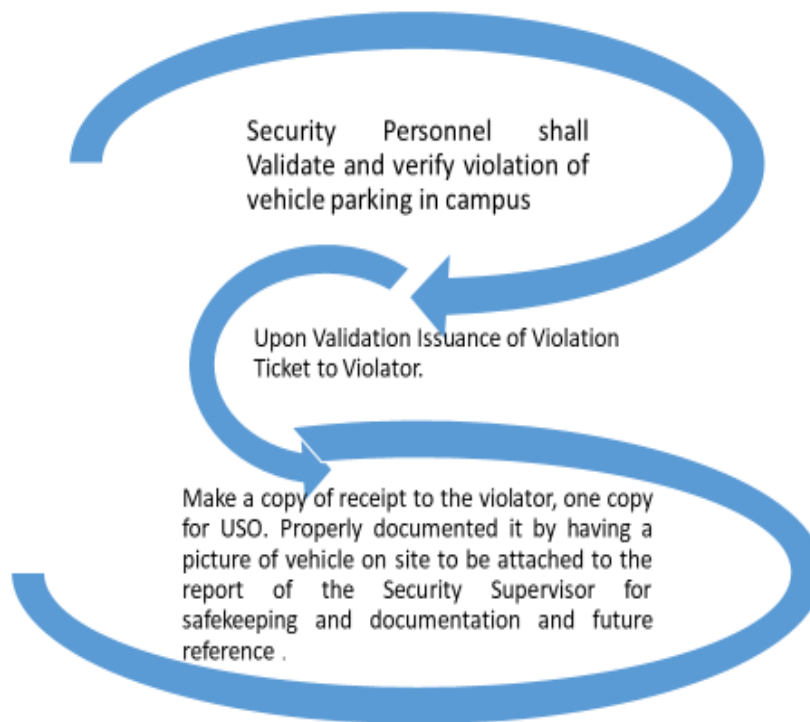 Security Personnel shall
Validate and verify violation of
vehicle parking in campus
Upon Validation Issuance of Violation
Ticket to Violator.
Make a copy of receipt to the violator, one copy
for USO. Properly documented it by having a
picture of vehicle on site to be attached to the
report of the Security Supervisor for
safekeeping and documentation and future
reference .